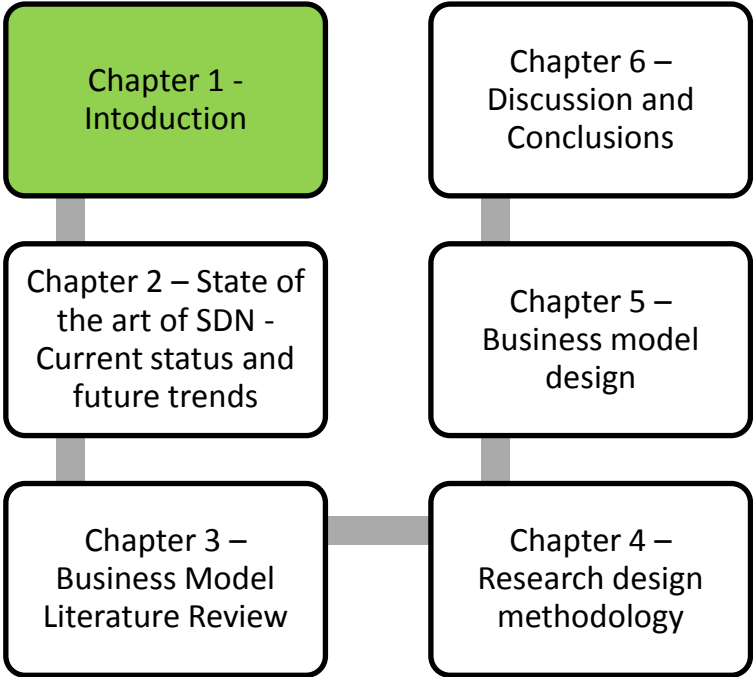 Chapter 1 -
Intoduction
Chapter 2 – State of
the art of SDN -
Current status and
future trends
Chapter 3 –
Business Model
Literature Review
Chapter 4 –
Research design
methodology
Chapter 5 –
Business model
design
Chapter 6 –
Discussion and
Conclusions